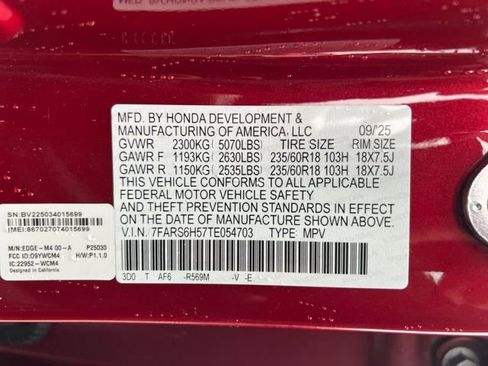 MFD. BY HONDA DEVELOPMENT &
MANUFACTURING OF AMERICA, LLC 09/'25
GVWR 2300KG (5070LBS) TIRE SIZE RIM SIZE
GAWR F 1193KG (2630LBS) 235/60R18 103H 18X7.5J
GAWR R 1150KG (2535LBS) 235/60R18 103H 18X7.5J
THIS VEHICLE CONFORMS TO ALL APPLICABLE
FEDERAL MOTOR VEHICLE SAFETY
AND THEFT PREVENTION STANDARDS IN EFFECT
ON THE DATE OF MANUFACTURE SHOWN ABOVE.
V.I.N. 7FARS6H57TE054703 TYPE: MPV
3D0 T AF6 -R569M -V -E
SN:BV225034015699
IMEI:867027074015699
M/N:EDGE-M4 00-A P25030
FCC ID:O9YWCM4 H/W:P1.1.0
IC:22952-WCM4
Designed in California